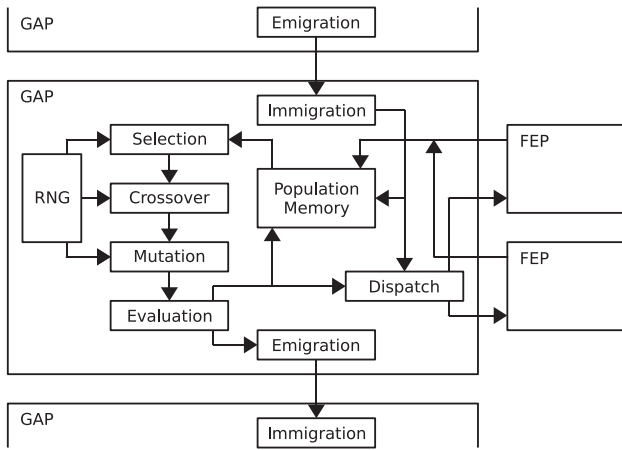 GAP
Emigration
GAP
Immigration
Selection
FEP
RNG
Crossover
Population
Memory
Mutation
FEP
Dispatch
Evaluation
Emigration
GAP
Immigration